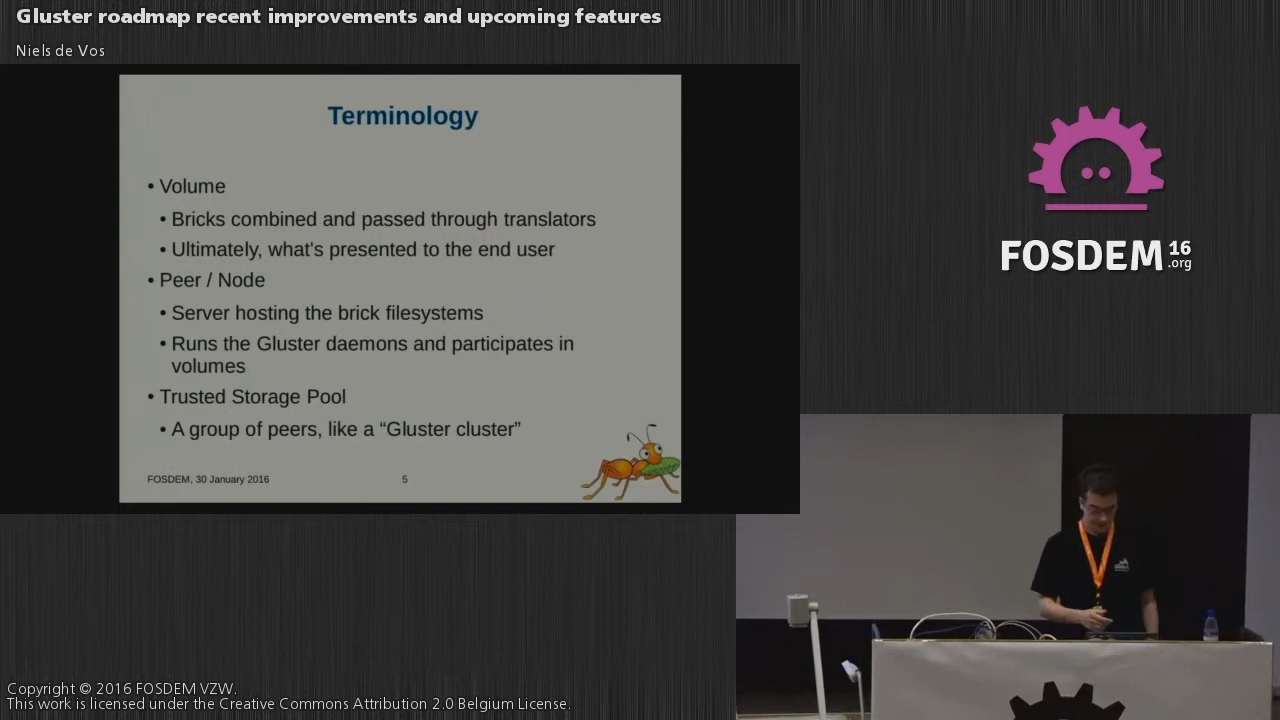 Gluster roadmap recent improvements and upcoming features
Niels de Vos
Terminology
• Volume
• Bricks combined and passed through translators
• Ultimately, what's presented to the end user
• Peer / Node
• Server hosting the brick filesystems
• Runs the Gluster daemons and participates in
volumes
• Trusted Storage Pool
• A group of peers, like a “Gluster cluster”
FOSDEM, 30 January 2016
5
FOSDEM 16
.org
Copyright © 2016 FOSDEM VZW.
This work is licensed under the Creative Commons Attribution 2.0 Belgium License.